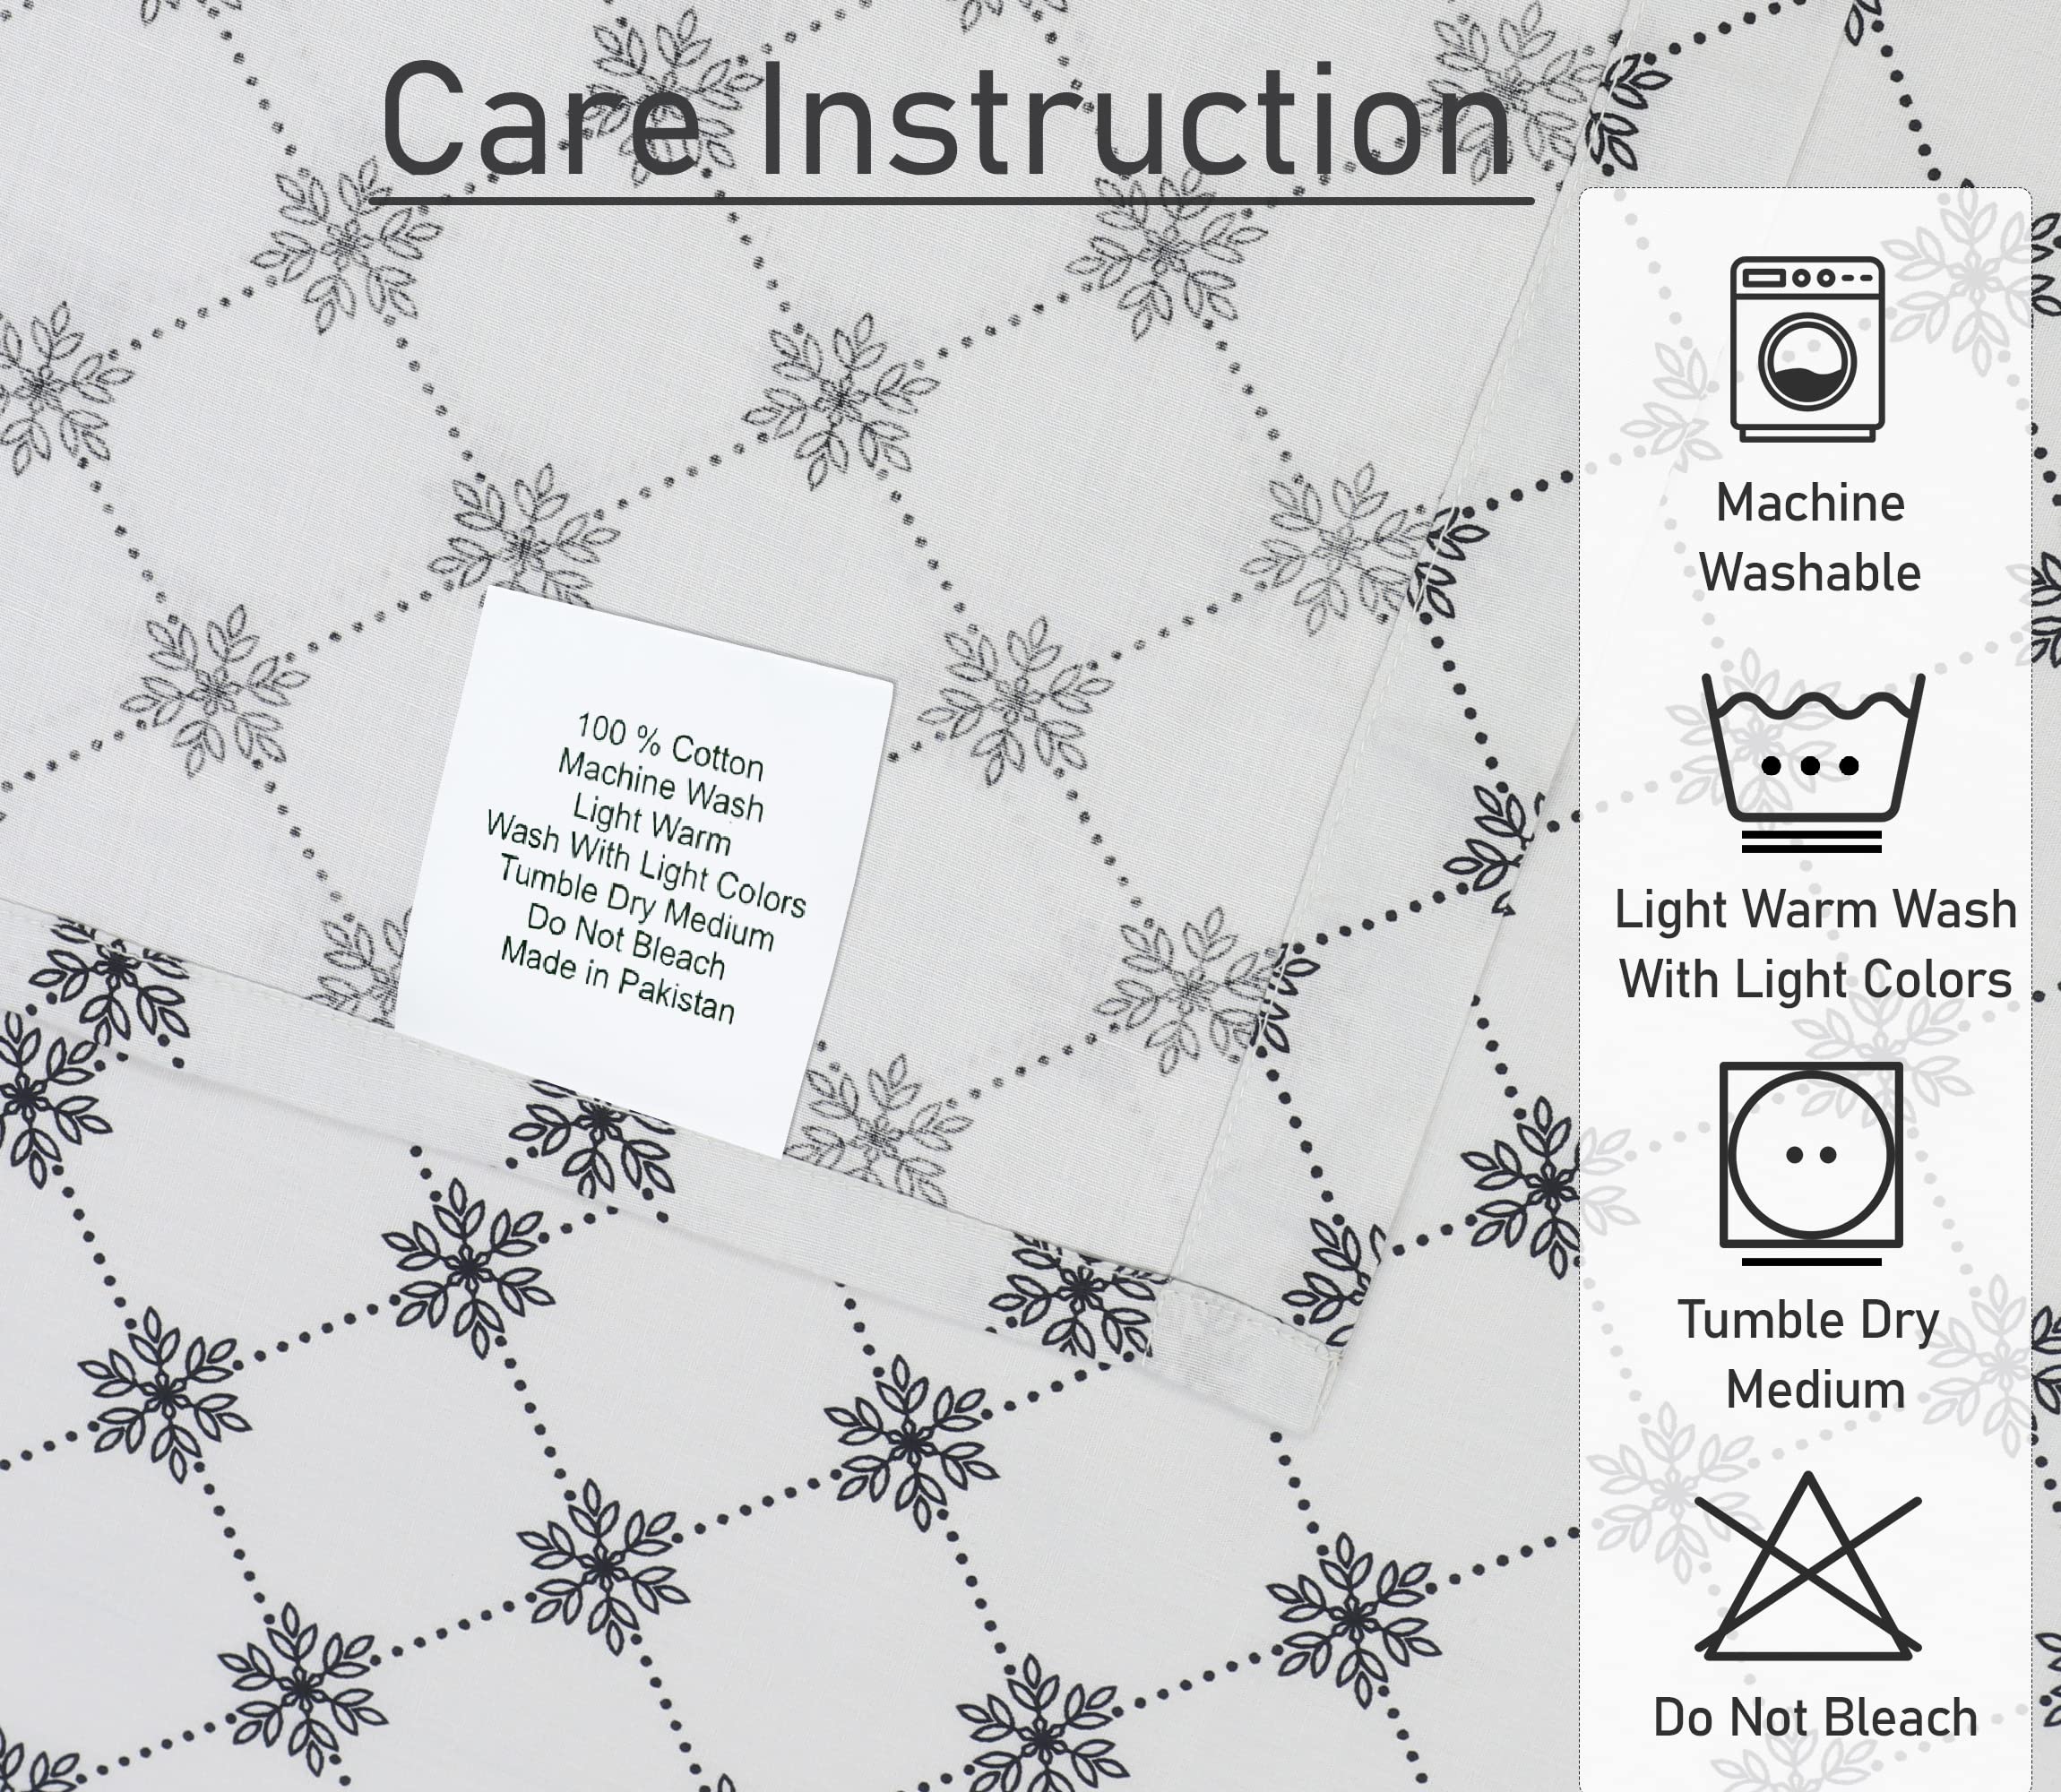 Care Instruction
100 % Cotton
Machine Wash
Light Warm
Wash With Light Colors
Tumble Dry Medium
Do Not Bleach
Made in Pakistan
Machine
Washable
Light Warm Wash
With Light Colors
Tumble Dry
Medium
Do Not Bleach